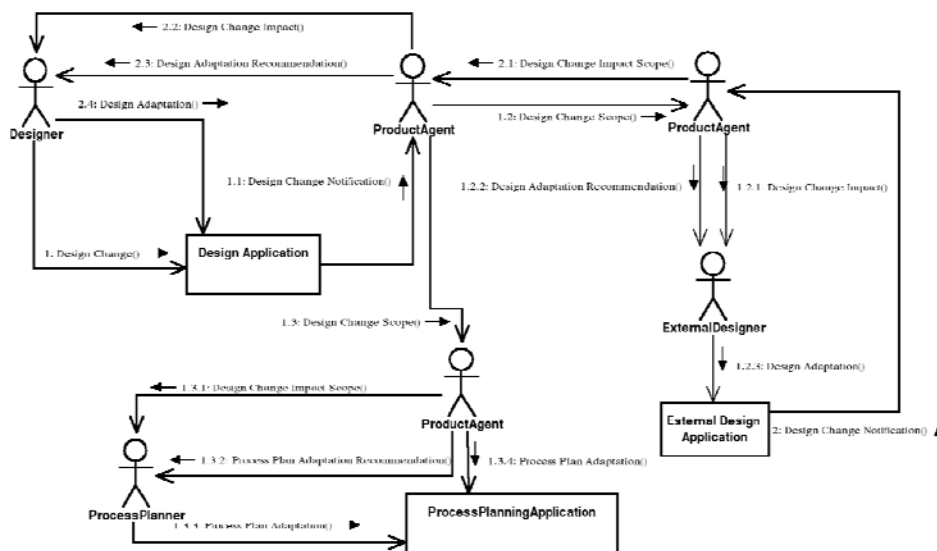 2.2: Design Change Impact()
2.3: Design Adaptation Recommendation()
2.1: Design Change Impact Scope()
2.4: Design Adaptation()
Designer
ProductAgent
1.2: Design Change Scope()
ProductAgent
1.1: Design Change Notification()
1.2.2: Design Adaptation Recommendation()
1.2.1: Design Change Impact()
Design Application
1: Design Change()
1.3: Design Change Scope()
ExternalDesigner
1.2.3: Design Adaptation()
1.3.1: Design Change Impact Scope()
ProductAgent
External Design
Application
2: Design Change Notification()
1.3.2: Process Plan Adaptation Recommendation()
1.3.4: Process Plan Adaptation()
ProcessPlanner
1.3.3: Process Plan Adaptation()
ProcessPlanningApplication